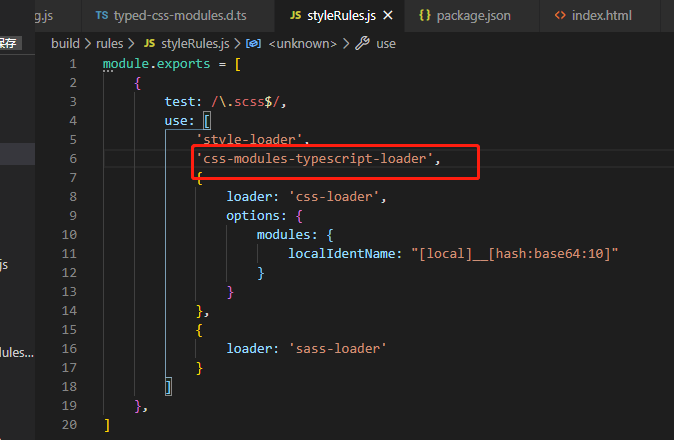 g.js TS typed-css-modules.d.ts JS styleRules.js × {} package.json <> index.html
保存 build > rules > JS styleRules.js > <unknown> > use
1 module.exports = [
2 {
3 test: /\.scss$/,
4 use: [
5 'style-loader',
6 'css-modules-typescript-loader',
7 {
8 loader: 'css-loader',
9 options: {
10 modules: {
11 localIdentName: "[local]__[hash:base64:10]"
12 }
13 }
14 },
15 {
16 loader: 'sass-loader'
17 }
18 ]
19 },
20 ]
js
dules...